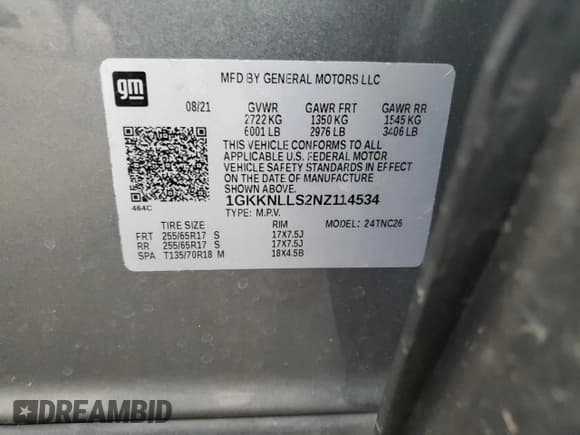 gm
MFD BY GENERAL MOTORS LLC
08/21 GVWR GAWR FRT GAWR RR
2722 KG 1350 KG 1545 KG
6001 LB 2976 LB 3406 LB
THIS VEHICLE CONFORMS TO ALL
APPLICABLE U.S. FEDERAL MOTOR
VEHICLE SAFETY STANDARDS IN EFFECT
ON THE DATE OF MANUFACTURE
SHOWN ABOVE.
464C
1GKKNLLS2NZ114534
TYPE: M.P.V. MODEL: 24TNC26
TIRE SIZE RIM
FRT 255/65R17 S 17X7.5J
RR 255/65R17 S 17X7.5J
SPA T135/70R18 M 18X4.5B
DREAMBID